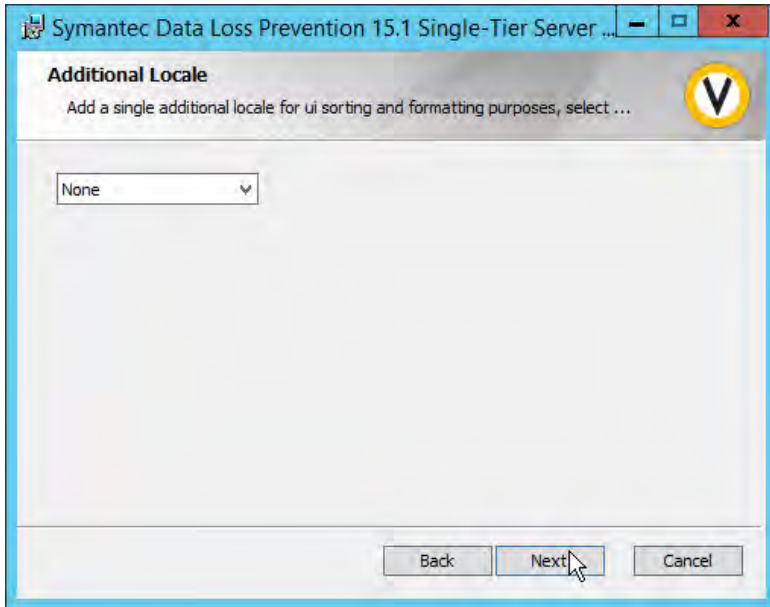 Symantec Data Loss Prevention 15.1 Single-Tier Server ...
Additional Locale
Add a single additional locale for ui sorting and formatting purposes, select ...
None
Back Next Cancel